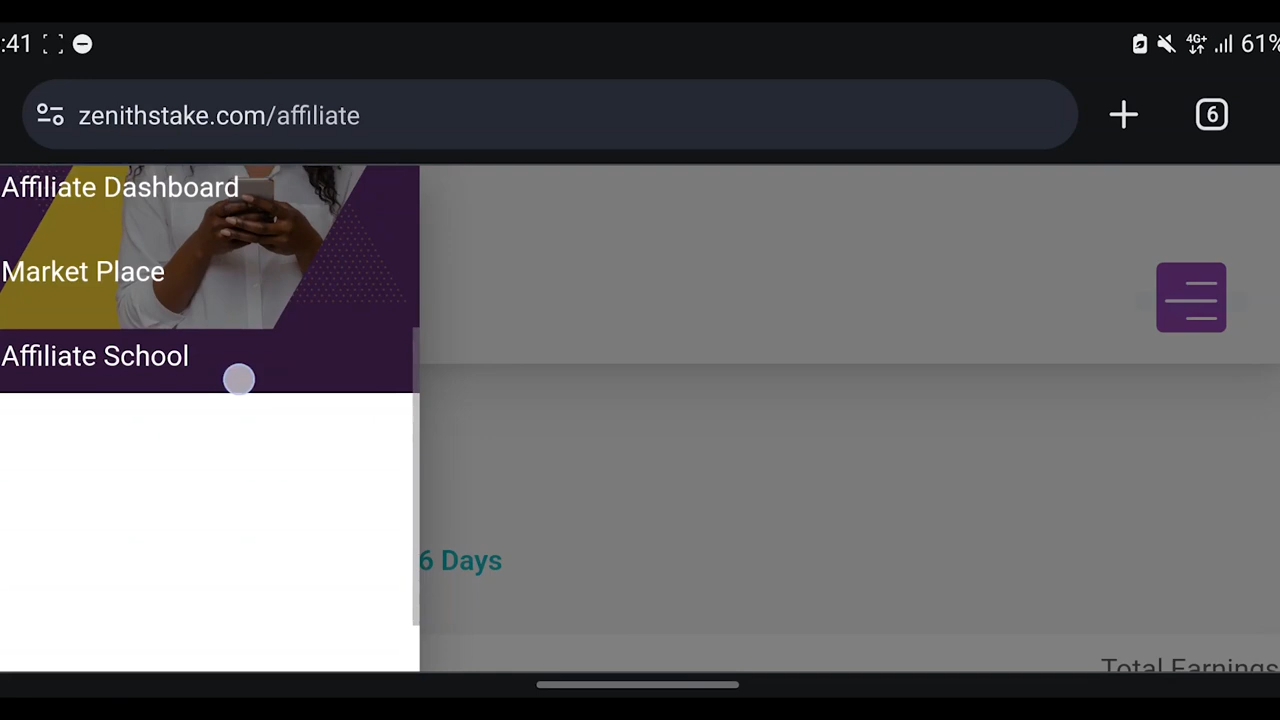 :41 4G+ 61%
zenithstake.com/affiliate 6
Affiliate Dashboard
Market Place
Affiliate School
6 Days
Total Earnings